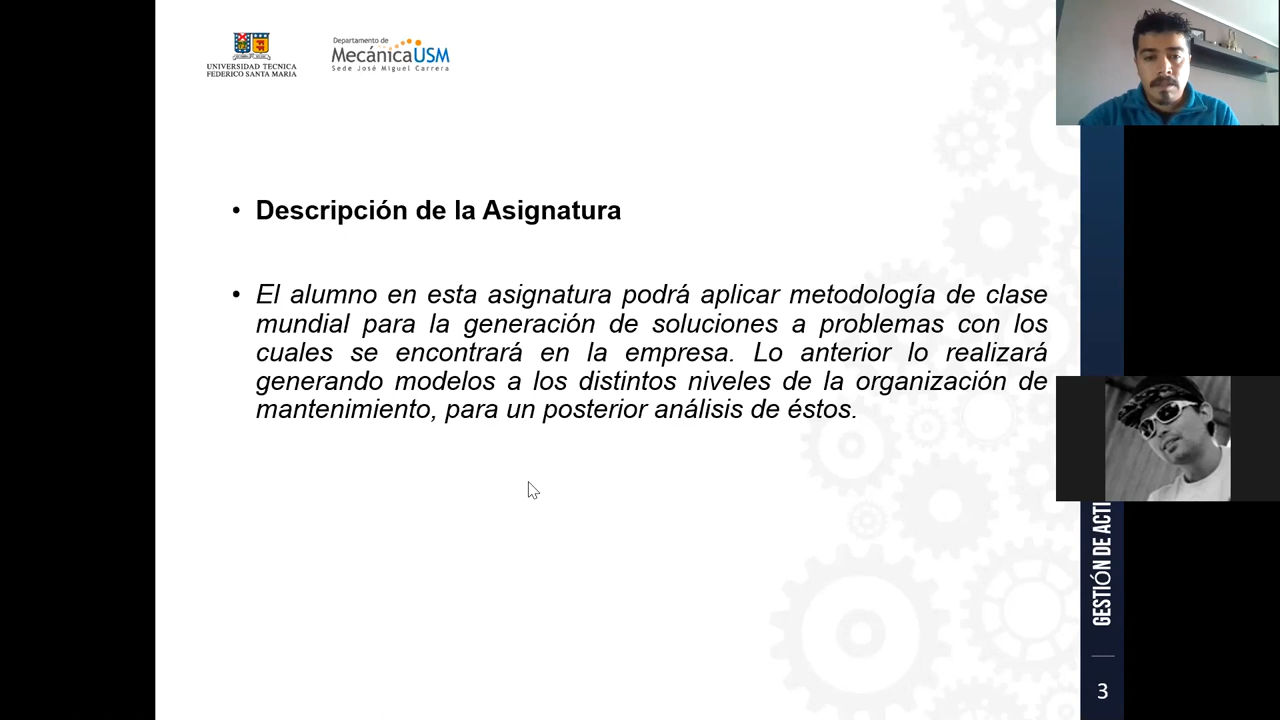 UNIVERSIDAD TECNICA
FEDERICO SANTA MARIA
Departamento de
MecánicaUSM
Sede José Miguel Carrera
• Descripción de la Asignatura
• El alumno en esta asignatura podrá aplicar metodología de clase
mundial para la generación de soluciones a problemas con los
cuales se encontrará en la empresa. Lo anterior lo realizará
generando modelos a los distintos niveles de la organización de
mantenimiento, para un posterior análisis de éstos.
GESTIÓN DE ACTI
3